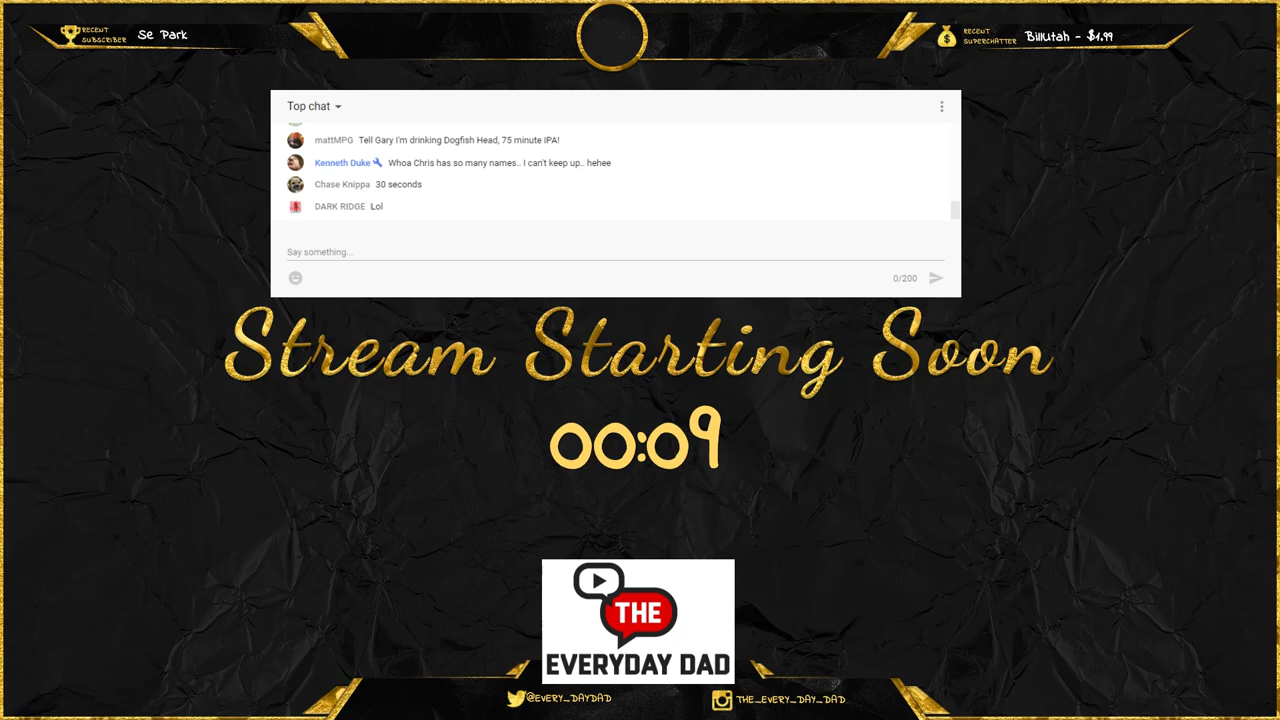 RECENT
SUBSCRIBER Se Park
RECENT
SUPERCHATTER BillUtah - $1.99
Top chat
mattMPG Tell Gary I'm drinking Dogfish Head, 75 minute IPA!
Kenneth Duke Whoa Chris has so many names.. I can't keep up.. hehee
Chase Knippa 30 seconds
DARK RIDGE Lol
Say something...
0/200
Stream Starting Soon
00:09
THE
EVERYDAY DAD
@EVERY_DAYDAD
THE_EVERY_DAY_DAD